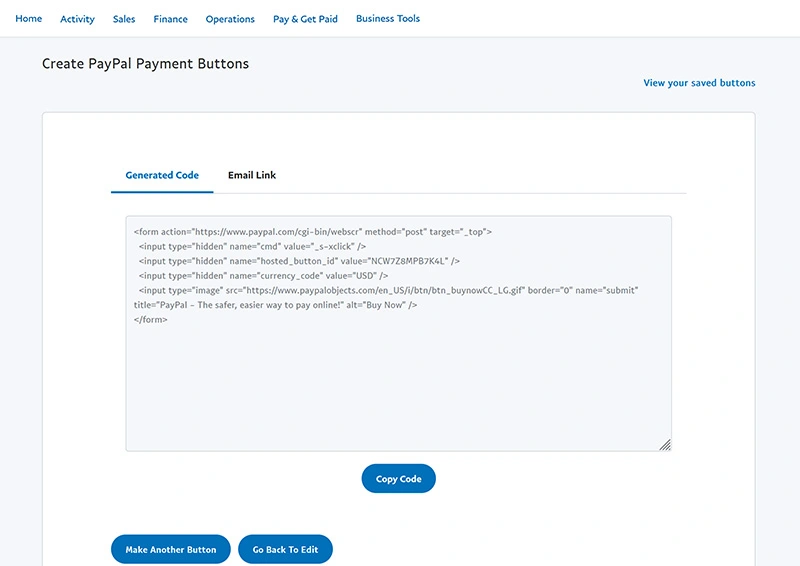 Home Activity Sales Finance Operations Pay & Get Paid Business Tools
Create PayPal Payment Buttons
View your saved buttons
Generated Code Email Link
<form action="https://www.paypal.com/cgi-bin/webscr" method="post" target="_top">
<input type="hidden" name="cmd" value="_s-xclick" />
<input type="hidden" name="hosted_button_id" value="NCW7Z8MPB7K4L" />
<input type="hidden" name="currency_code" value="USD" />
<input type="image" src="https://www.paypalobjects.com/en_US/i/btn/btn_buynowCC_LG.gif" border="0" name="submit"
title="PayPal - The safer, easier way to pay online!" alt="Buy Now" />
</form>
Copy Code
Make Another Button Go Back To Edit